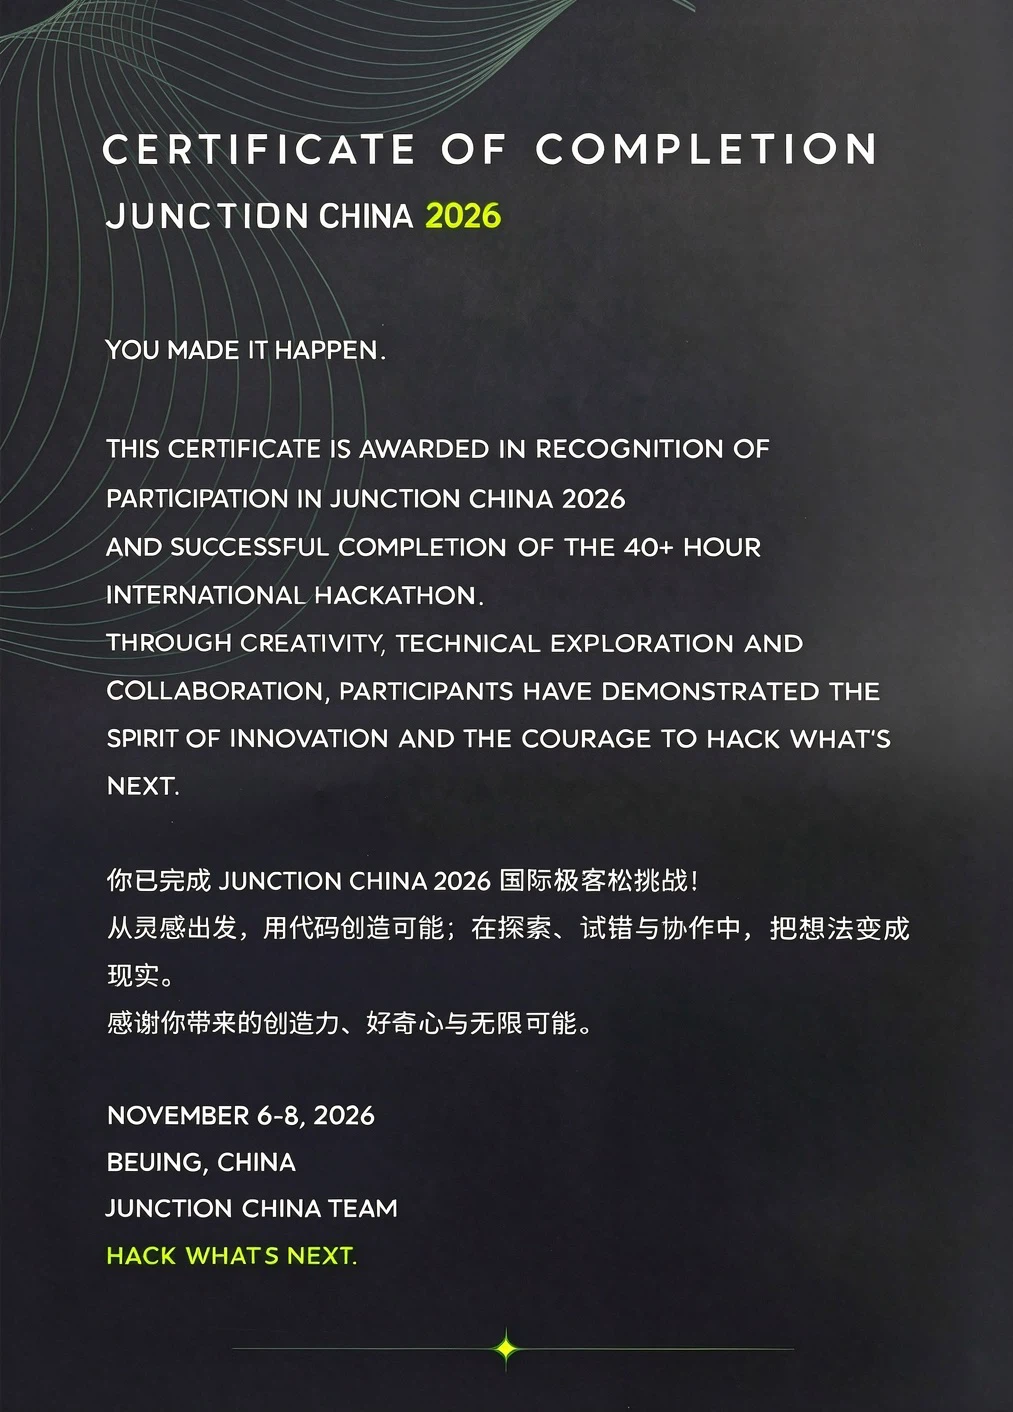 CERTIFICATE OF COMPLETION
JUNCTION CHINA 2026
YOU MADE IT HAPPEN.
THIS CERTIFICATE IS AWARDED IN RECOGNITION OF
PARTICIPATION IN JUNCTION CHINA 2026
AND SUCCESSFUL COMPLETION OF THE 40+ HOUR
INTERNATIONAL HACKATHON.
THROUGH CREATIVITY, TECHNICAL EXPLORATION AND
COLLABORATION, PARTICIPANTS HAVE DEMONSTRATED THE
SPIRIT OF INNOVATION AND THE COURAGE TO HACK WHAT'S
NEXT.
你已完成 JUNCTION CHINA 2026 国际极客松挑战!
从灵感出发，用代码创造可能；在探索、试错与协作中，把想法变成
现实。
感谢你带来的创造力、好奇心与无限可能。
NOVEMBER 6-8, 2026
BEUING, CHINA
JUNCTION CHINA TEAM
HACK WHAT S NEXT.